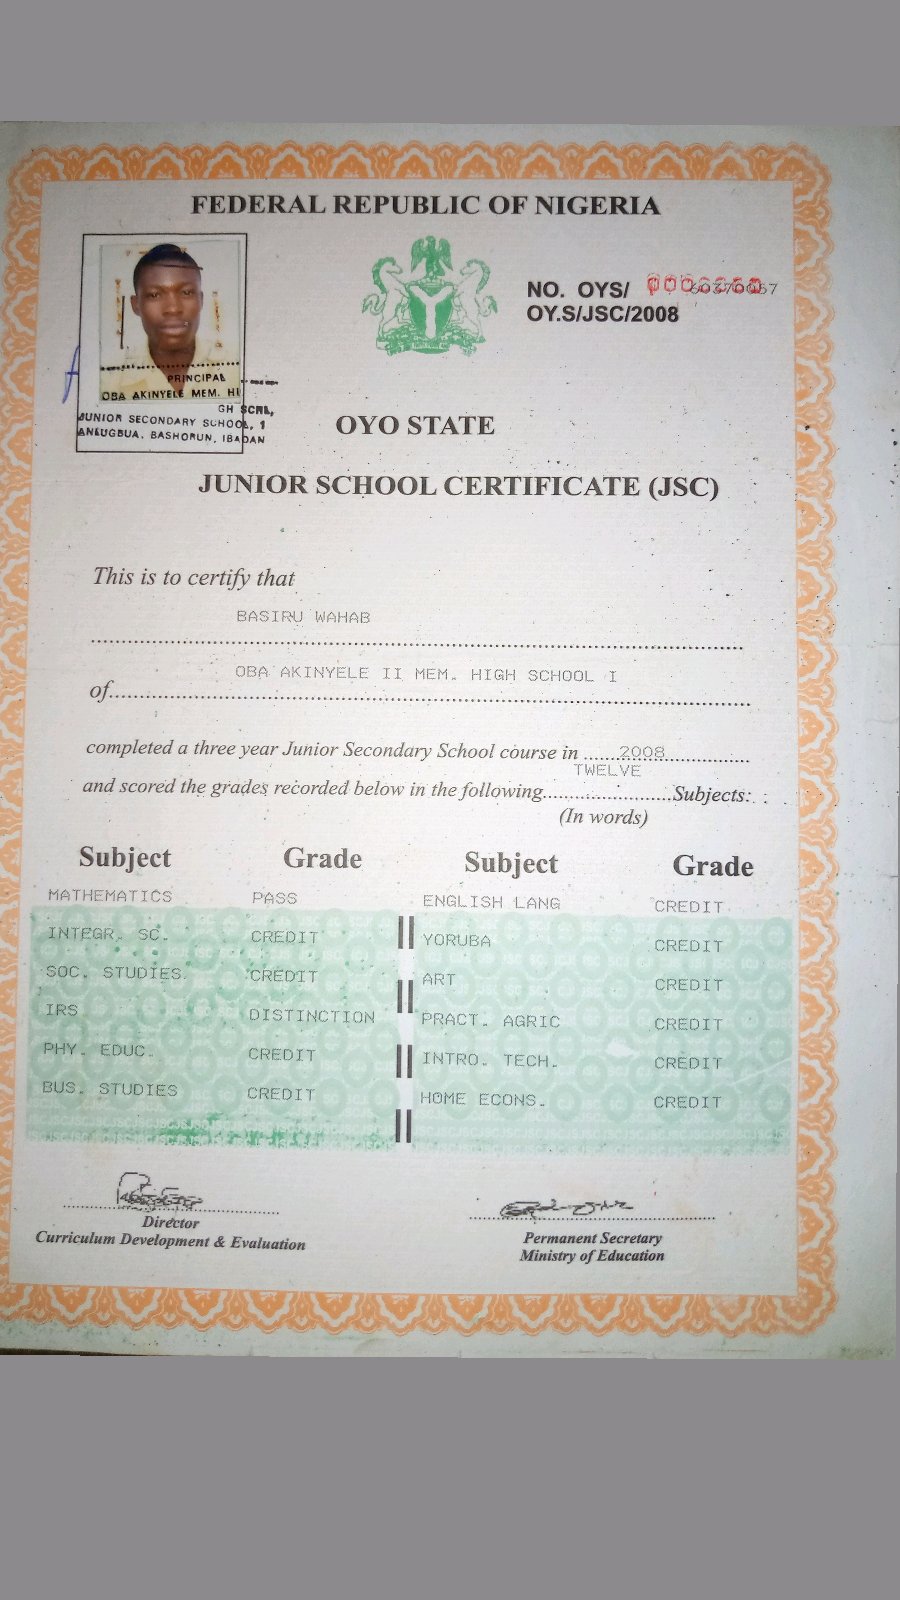 FEDERAL REPUBLIC OF NIGERIA
NO. OYS/
OY.S/JSC/2008
PRINCIPAL
OBA AKINYELE MEM. HI
GH SCHL,
JUNIOR SECONDARY SCHOOL, 1
BASHORUN, IBADAN
OYO STATE
JUNIOR SCHOOL CERTIFICATE (JSC)
This is to certify that
BASIRU WAHAB
of OBA AKINYELE II MEM. HIGH SCHOOL I
completed a three year Junior Secondary School course in 2008
and scored the grades recorded below in the following TWELVE Subjects:
(In words)
Subject Grade Subject Grade
MATHEMATICS PASS ENGLISH LANG CREDIT
INTEGR. SC. CREDIT YORUBA CREDIT
SOC. STUDIES CREDIT ART CREDIT
IRS DISTINCTION PRACT. AGRIC CREDIT
PHY. EDUC. CREDIT INTRO. TECH. CREDIT
BUS. STUDIES CREDIT HOME ECONS. CREDIT
Director
Curriculum Development & Evaluation
Permanent Secretary
Ministry of Education